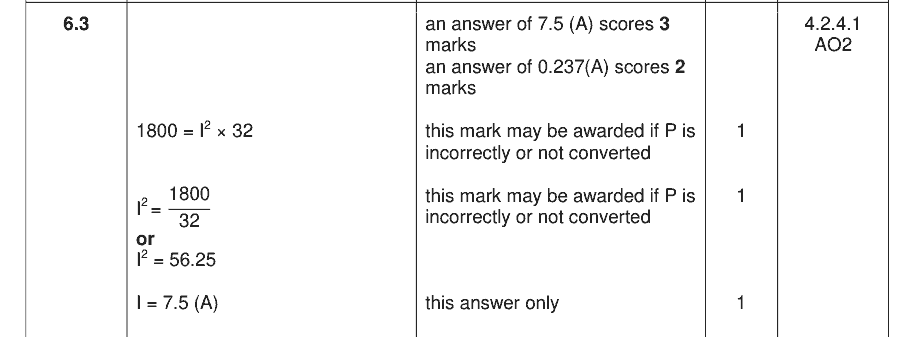 6.3
an answer of 7.5 (A) scores 3
marks
an answer of 0.237(A) scores 2
marks
4.2.4.1
AO2
1800 = I² × 32
this mark may be awarded if P is
incorrectly or not converted
1
I² = 1800
32
this mark may be awarded if P is
incorrectly or not converted
1
or
I² = 56.25
I = 7.5 (A)
this answer only
1